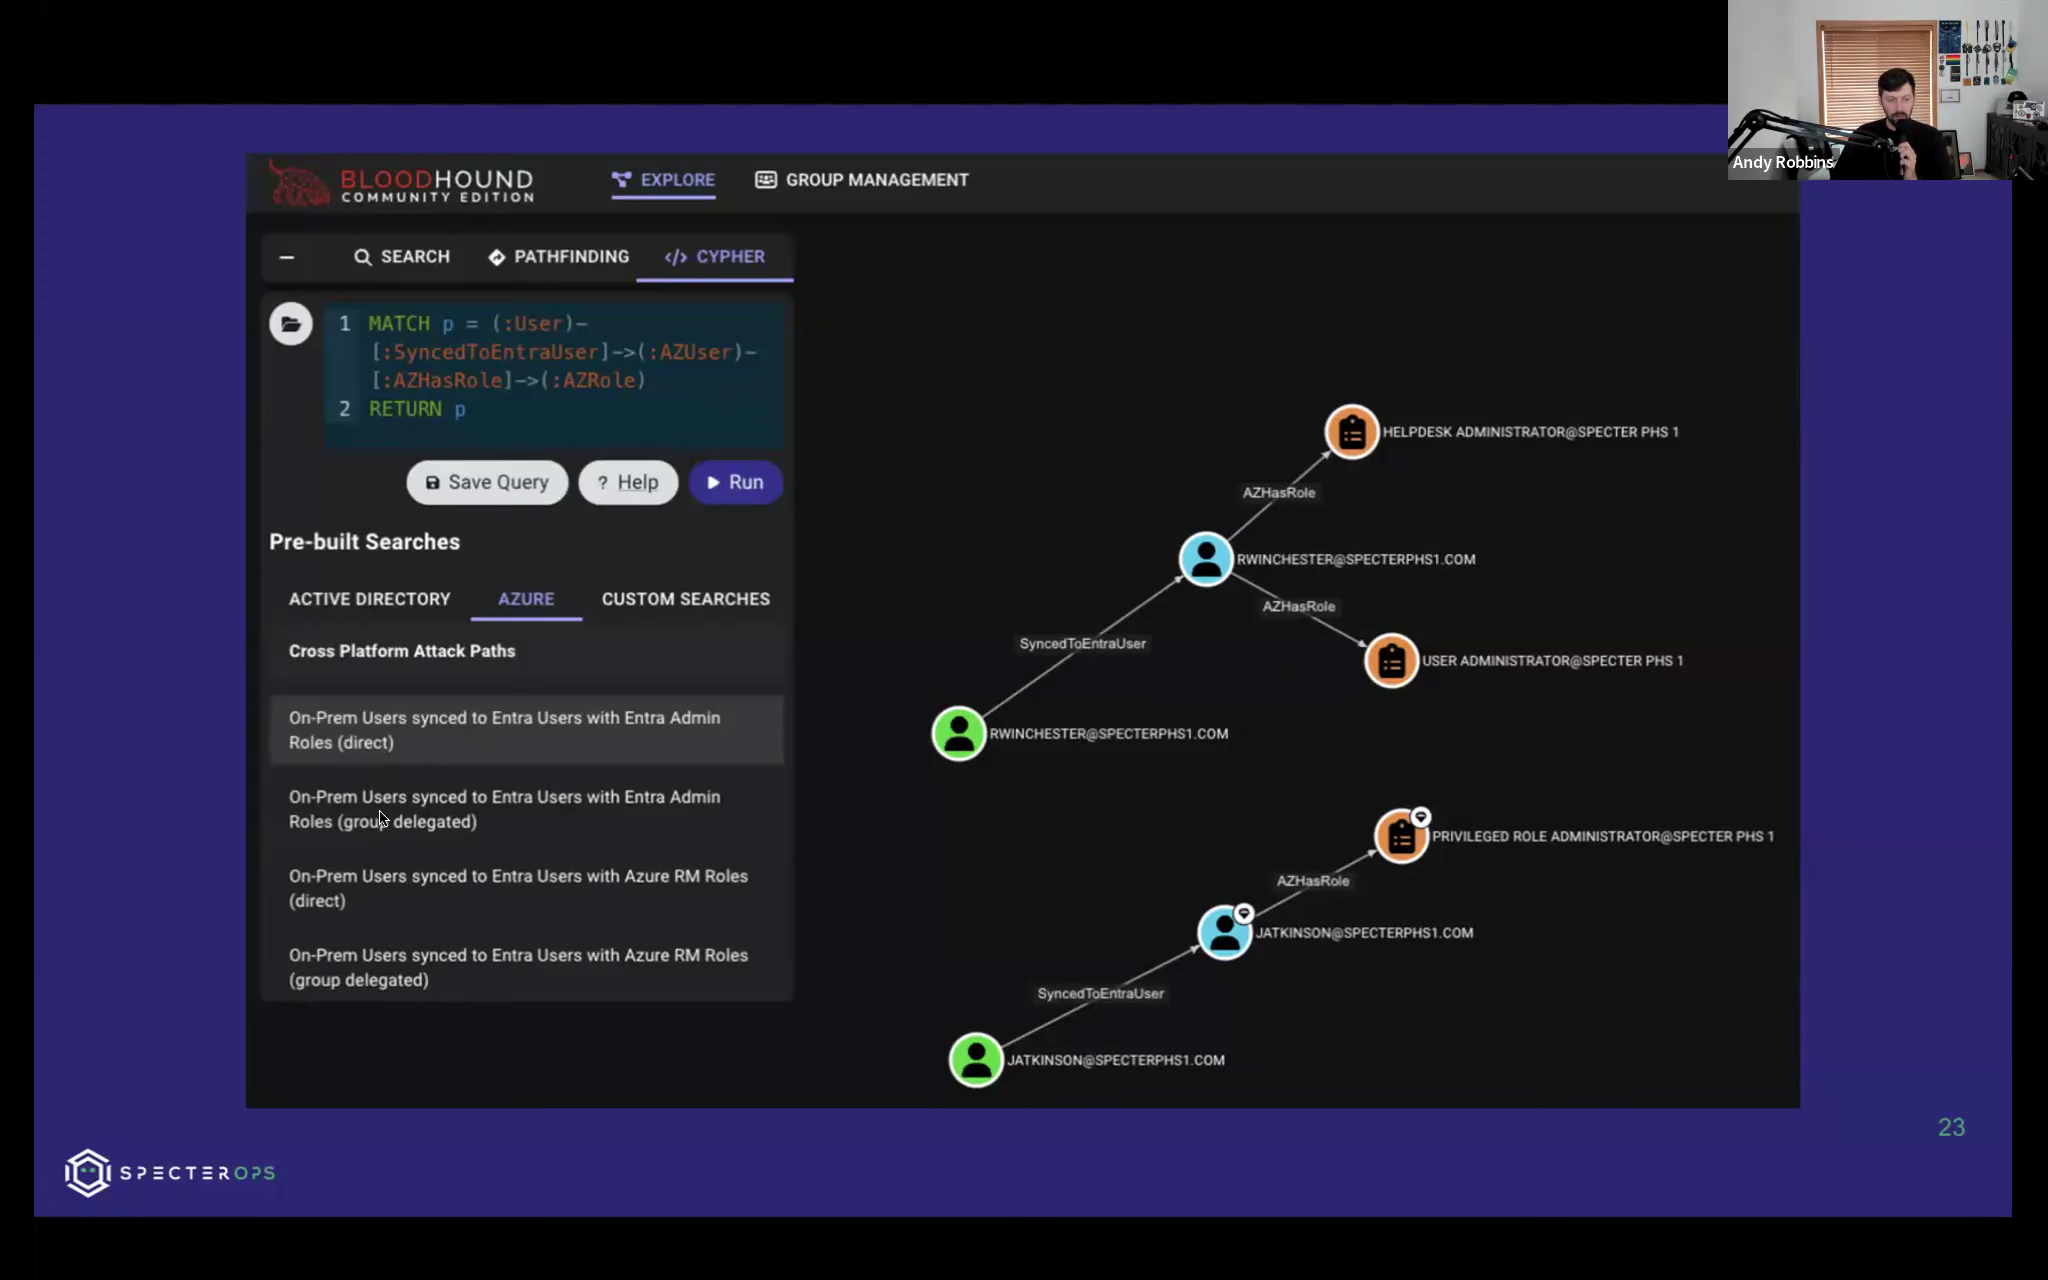 Andy Robbins
BLOODHOUND
COMMUNITY EDITION
EXPLORE
GROUP MANAGEMENT
SEARCH
PATHFINDING
</> CYPHER
1 MATCH p = (:User)-
[:SyncedToEntraUser]->(:AZUser)-
[:AZHasRole]->(:AZRole)
2 RETURN p
Save Query
? Help
Run
Pre-built Searches
ACTIVE DIRECTORY
AZURE
CUSTOM SEARCHES
Cross Platform Attack Paths
On-Prem Users synced to Entra Users with Entra Admin
Roles (direct)
On-Prem Users synced to Entra Users with Entra Admin
Roles (group delegated)
On-Prem Users synced to Entra Users with Azure RM Roles
(direct)
On-Prem Users synced to Entra Users with Azure RM Roles
(group delegated)
HELPDESK ADMINISTRATOR@SPECTER PHS 1
AZHasRole
RWINCHESTER@SPECTERPHS1.COM
AZHasRole
SyncedToEntraUser
USER ADMINISTRATOR@SPECTER PHS 1
RWINCHESTER@SPECTERPHS1.COM
PRIVILEGED ROLE ADMINISTRATOR@SPECTER PHS 1
AZHasRole
JATKINSON@SPECTERPHS1.COM
SyncedToEntraUser
JATKINSON@SPECTERPHS1.COM
23
SPECTEROPS